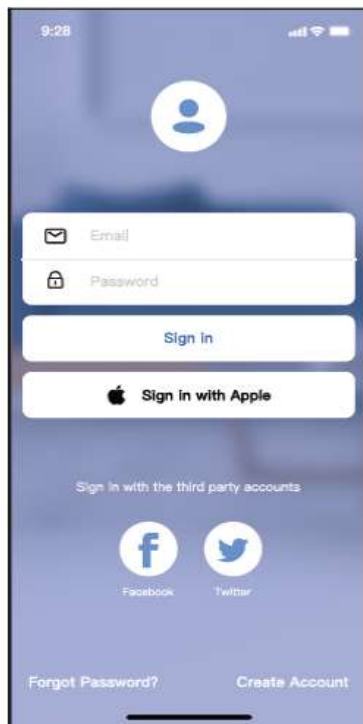 9:28
Email
Password
Sign in
Sign in with Apple
Sign in with the third party accounts
Facebook Twitter
Forgot Password? Create Account